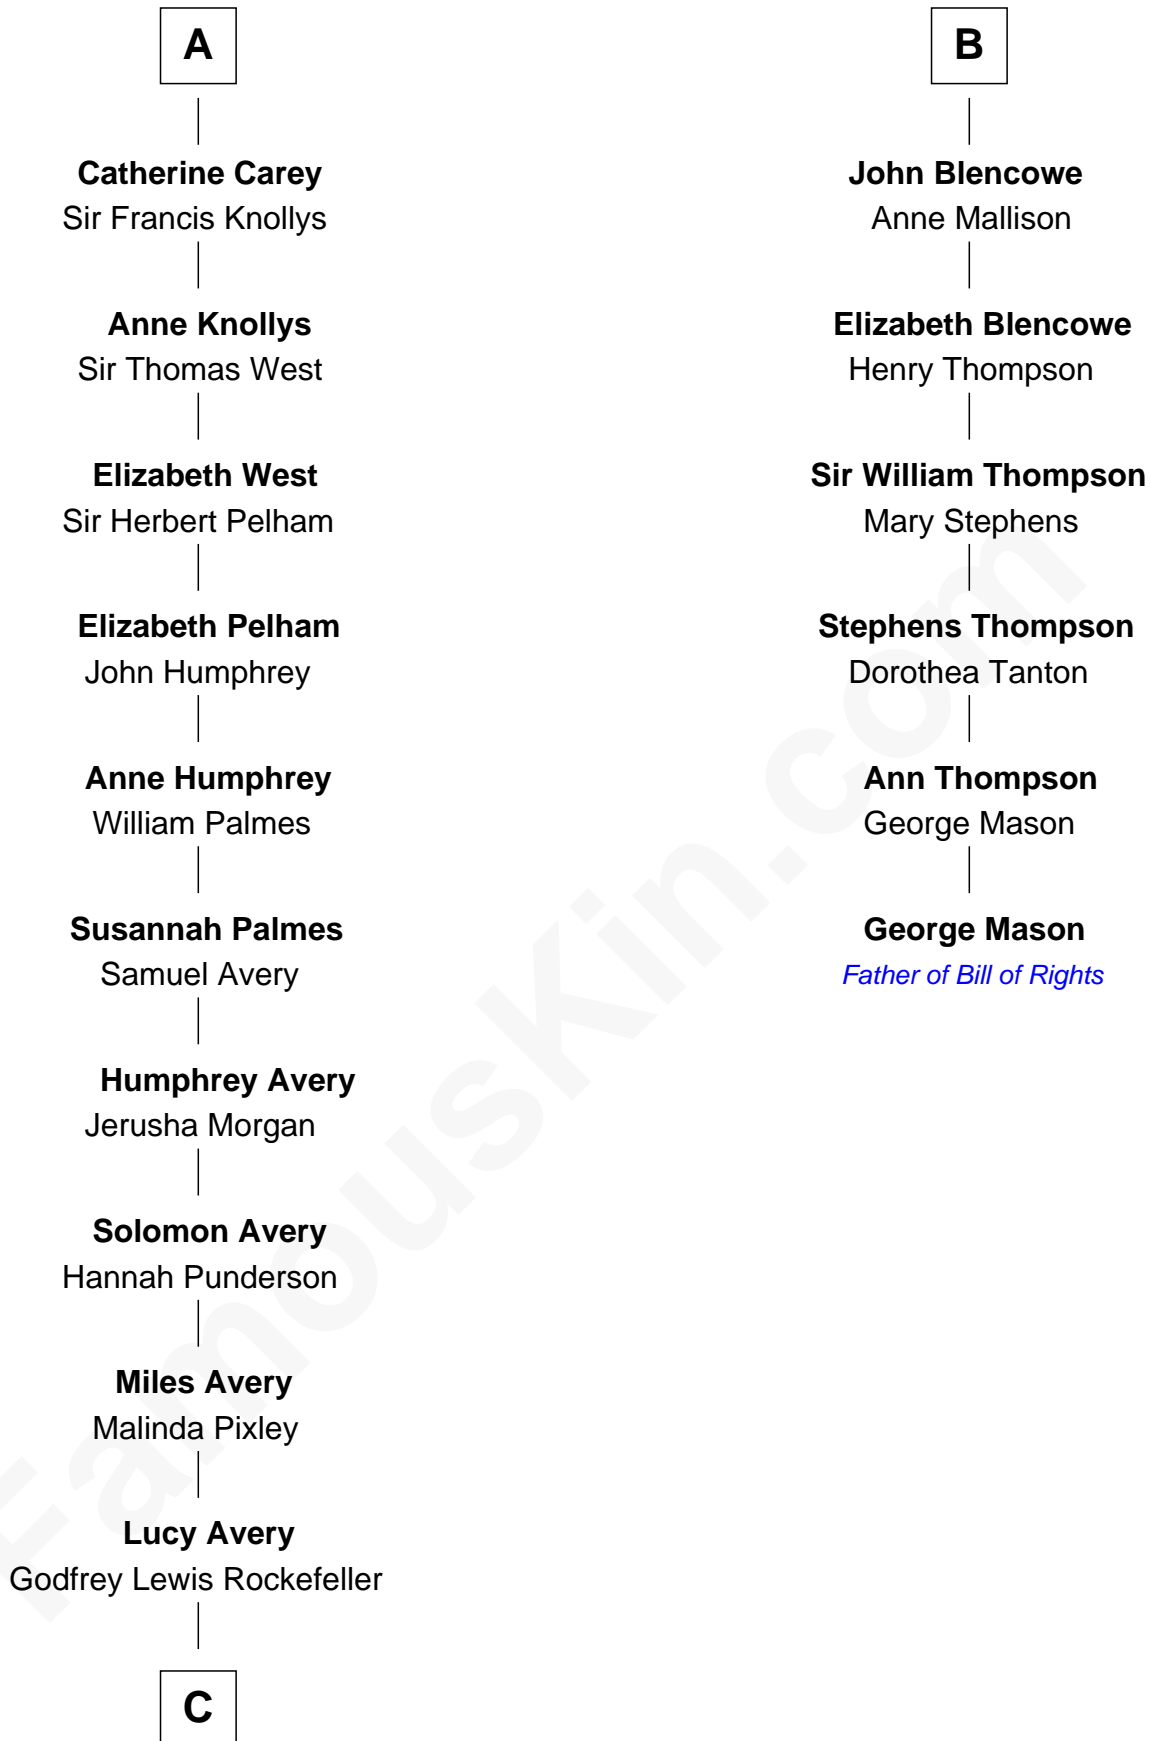 A
Catherine Carey
Sir Francis Knollys
Anne Knollys
Sir Thomas West
Elizabeth West
Sir Herbert Pelham
Elizabeth Pelham
John Humphrey
Anne Humphrey
William Palmes
Susannah Palmes
Samuel Avery
Humphrey Avery
Jerusha Morgan
Solomon Avery
Hannah Punderson
Miles Avery
Malinda Pixley
Lucy Avery
Godfrey Lewis Rockefeller
C
B
John Blencowe
Anne Mallison
Elizabeth Blencowe
Henry Thompson
Sir William Thompson
Mary Stephens
Stephens Thompson
Dorothea Tanton
Ann Thompson
George Mason
George Mason
Father of Bill of Rights
FamousKin.com